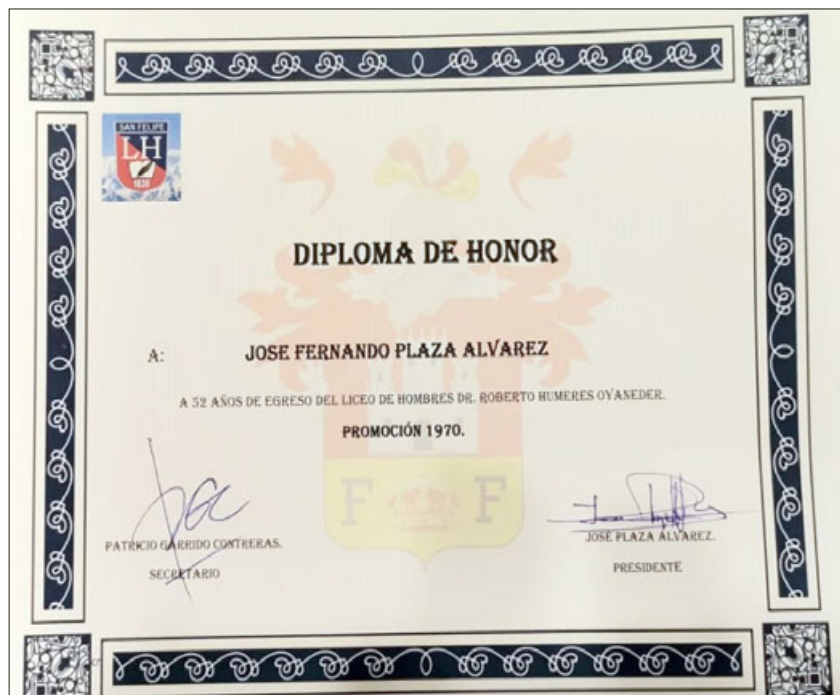 SAN FELIPE
LH
1838
DIPLOMA DE HONOR
A: JOSE FERNANDO PLAZA ALVAREZ
A 52 AÑOS DE EGRESO DEL LICEO DE HOMBRES DR. ROBERTO HUMERES OYANEDER.
PROMOCIÓN 1970.
F F
PATRICIO GARRIDO CONTRERAS.
SECRETARIO
JOSE PLAZA ALVAREZ.
PRESIDENTE